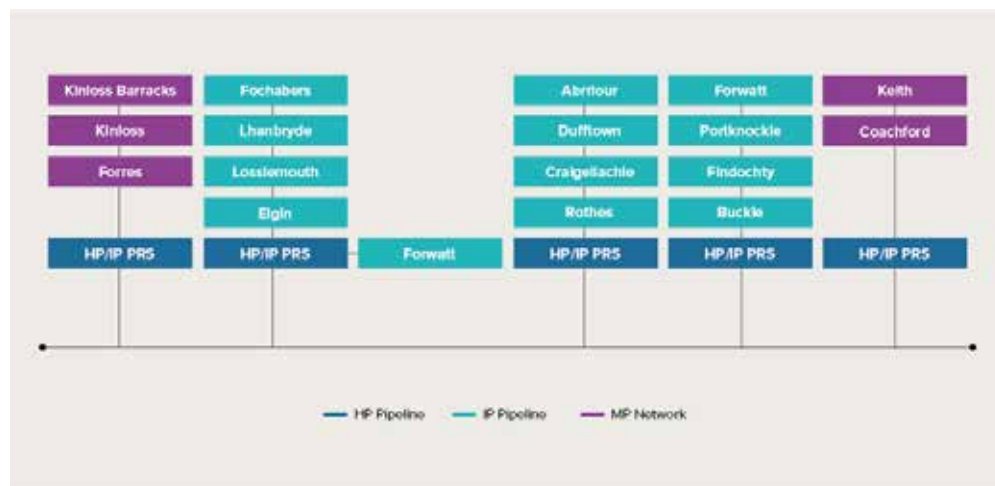 Kinloss Barracks
Fochabers
Aberlour
Forwatt
Keith
Kinloss
Lhanbryde
Dufftown
Portknockie
Coachford
Forres
Lossiemouth
Craigellachie
Findochty
Elgin
Rothes
Buckie
HP/IP PRS
HP/IP PRS
Forwatt
HP/IP PRS
HP/IP PRS
HP/IP PRS
HP Pipeline
IP Pipeline
MP Network